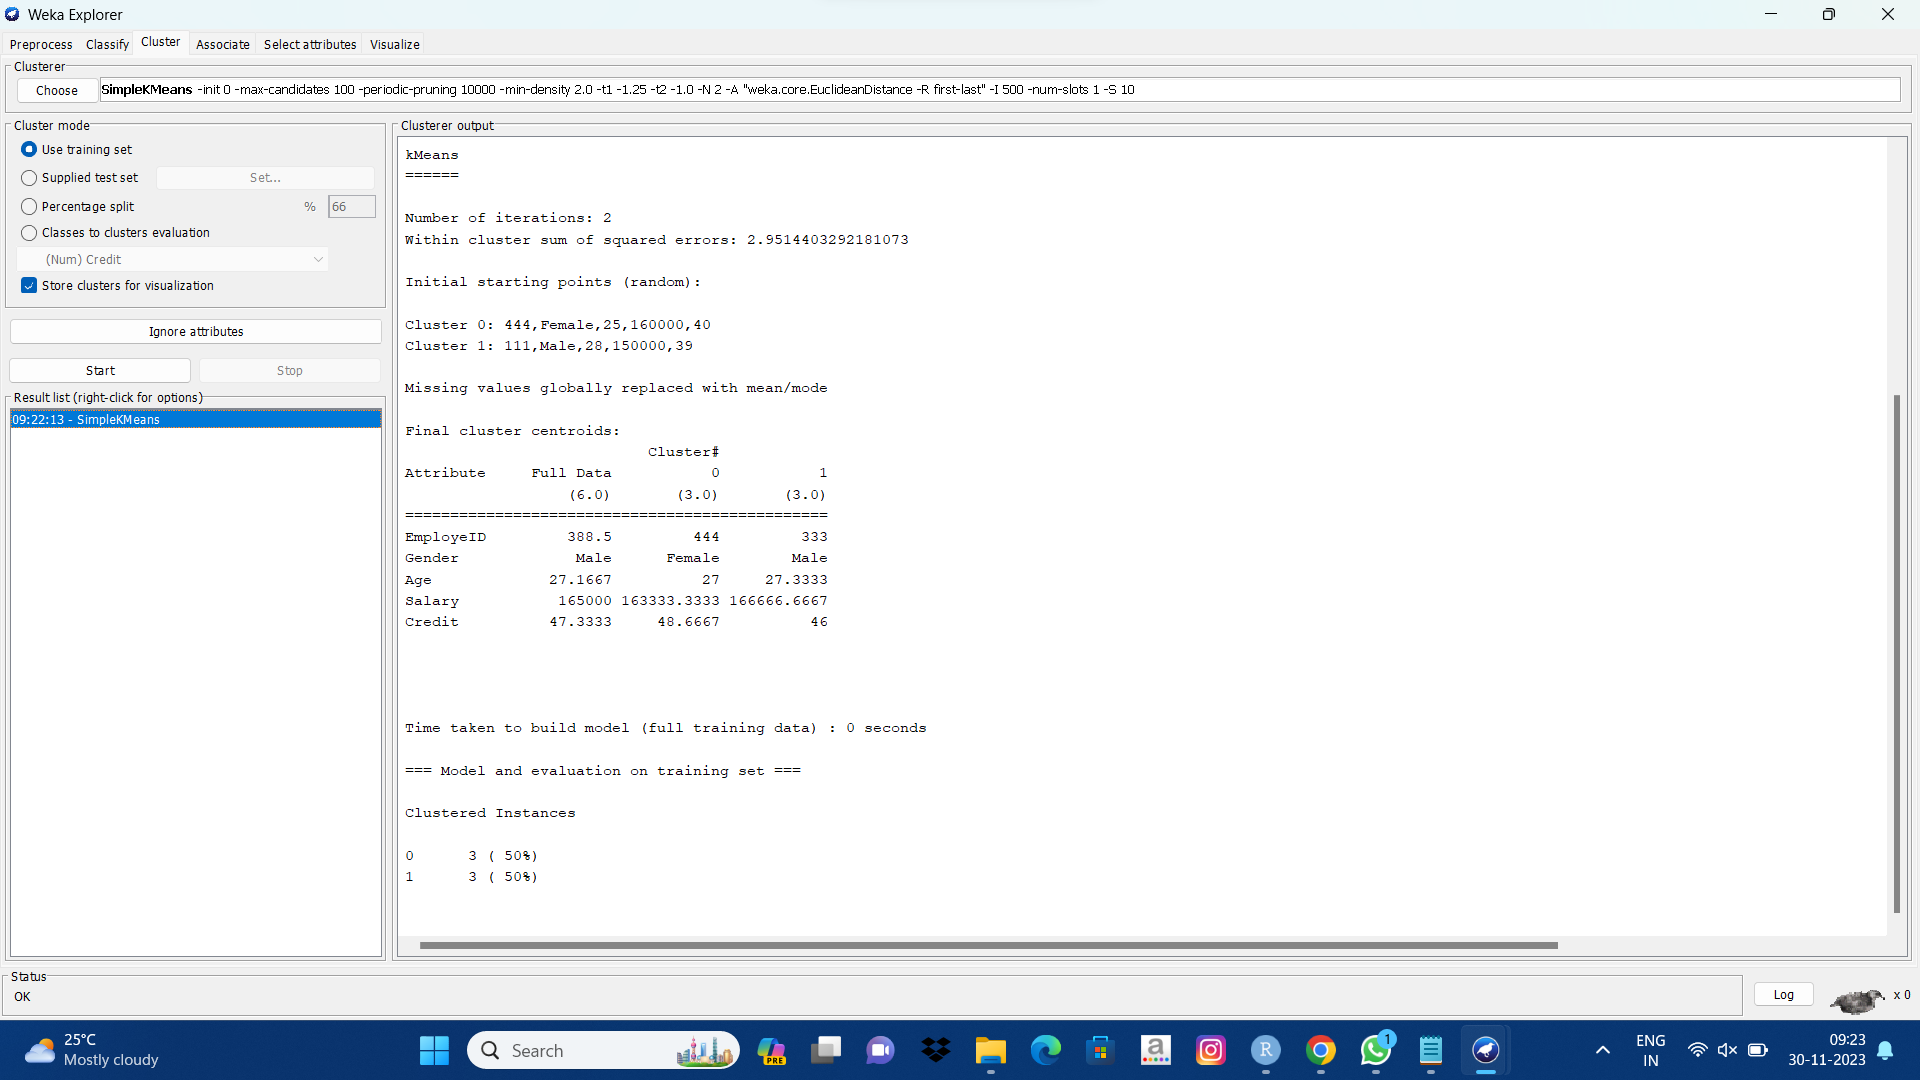 Weka Explorer
Preprocess Classify Cluster Associate Select attributes Visualize
Clusterer
Choose SimpleKMeans -init 0 -max-candidates 100 -periodic-pruning 10000 -min-density 2.0 -t1 -1.25 -t2 -1.0 -N 2 -A "weka.core.EuclideanDistance -R first-last" -I 500 -num-slots 1 -S 10
Cluster mode
Use training set
Supplied test set Set...
Percentage split % 66
Classes to clusters evaluation
(Num) Credit
Store clusters for visualization
Ignore attributes
Start Stop
Result list (right-click for options)
09:22:13 - SimpleKMeans
Clusterer output
kMeans
======
Number of iterations: 2
Within cluster sum of squared errors: 2.9514403292181073
Initial starting points (random):
Cluster 0: 444,Female,25,160000,40
Cluster 1: 111,Male,28,150000,39
Missing values globally replaced with mean/mode
Final cluster centroids:
Cluster#
Attribute Full Data 0 1
(6.0) (3.0) (3.0)
===============================================
EmployeID 388.5 444 333
Gender Male Female Male
Age 27.1667 27 27.3333
Salary 165000 163333.3333 166666.6667
Credit 47.3333 48.6667 46
Time taken to build model (full training data) : 0 seconds
=== Model and evaluation on training set ===
Clustered Instances
0 3 ( 50%)
1 3 ( 50%)
Status
OK
Log x 0
25°C
Mostly cloudy
Search
PRE
a
R
1
ENG
IN
09:23
30-11-2023